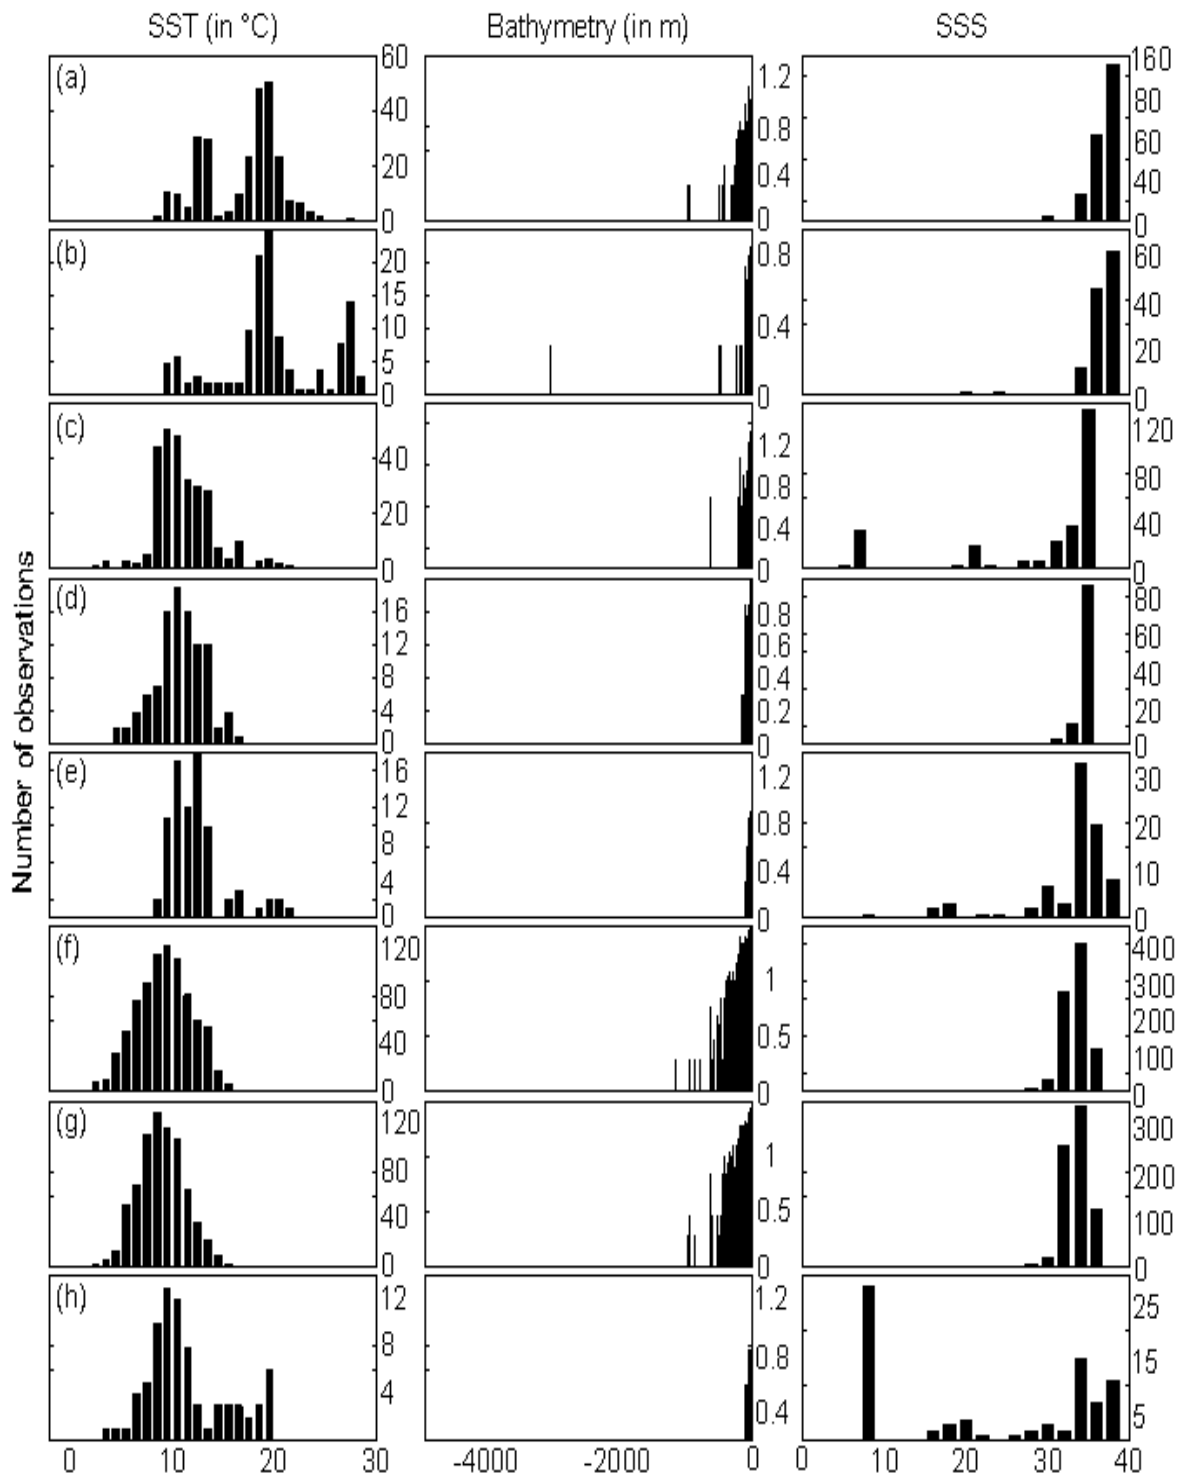 SST (in °C) Bathymetry (in m) SSS
Number of observations
(a) 60 40 20 0 1.2 0.8 0.4 0 160 80 60 40 0
(b) 20 15 10 5 0 0.8 0.4 0 60 40 20 0
(c) 40 20 0 1.2 0.8 0.4 0 120 80 40 0
(d) 16 12 8 4 0 0.8 0.6 0.4 0.2 0 80 60 40 20 0
(e) 16 12 8 4 0 1.2 0.8 0.4 0 30 20 10 0
(f) 120 80 40 0 1 0.5 0 400 300 200 100 0
(g) 120 80 40 0 1 0.5 0 300 200 100 0
(h) 12 8 4 1.2 0.8 0.4 25 15 5
0 10 20 30 -4000 -2000 0 0 10 20 30 40